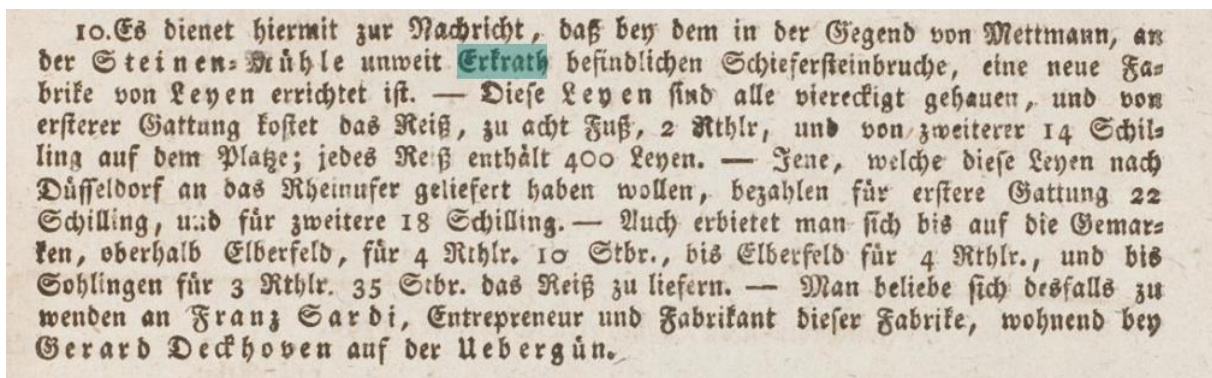 10. Es dienet hiermit zur Nachricht, daß bey dem in der Gegend von Mettmann, an
der Steinen-Mühle unweit Erkrath befindlichen Schiefersteinbruche, eine neue Fa-
brike von Leyen errichtet ist. — Diese Leyen sind alle viereckigt gehauen, und von
ersterer Gattung kostet das Reiß, zu acht Fuß, 2 Rthlr, und von zweiterer 14 Schil-
ling auf dem Platze; jedes Reiß enthält 400 Leyen. — Jene, welche diese Leyen nach
Düsseldorf an das Rheinufer geliefert haben wollen, bezahlen für erstere Gattung 22
Schilling, und für zweitere 18 Schilling. — Auch erbietet man sich bis auf die Gemar-
ken, oberhalb Elberfeld, für 4 Rthlr. 10 Stbr., bis Elberfeld für 4 Rthlr., und bis
Sohlingen für 3 Rthlr. 35 Stbr. das Reiß zu liefern. — Man beliebe sich desfalls zu
wenden an Franz Sardi, Entrepreneur und Fabrikant dieser Fabrike, wohnend bey
Gerard Deckhoven auf der Uebergün.